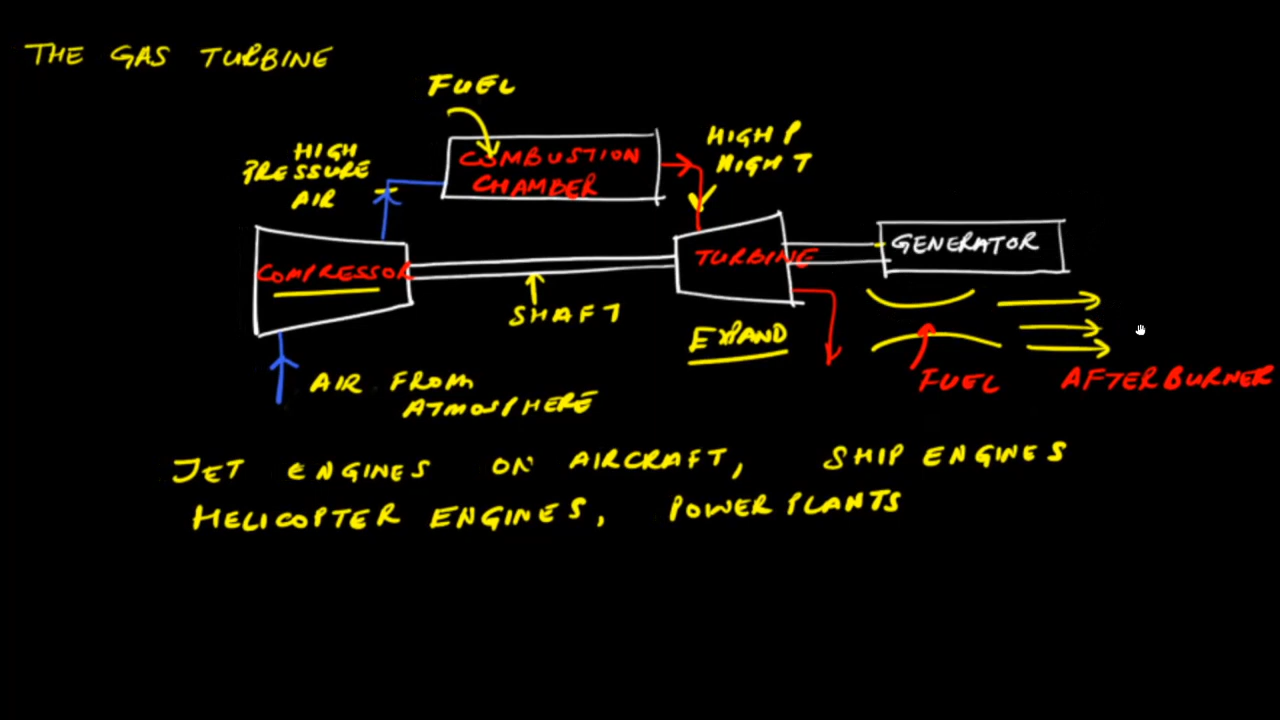 THE GAS TURBINE
FUEL
HIGH
PRESSURE
AIR
COMBUSTION
CHAMBER
HIGH P
HIGH T
COMPRESSOR
TURBINE
GENERATOR
SHAFT
EXPAND
FUEL
AFTERBURNER
AIR FROM
ATMOSPHERE
JET ENGINES ON AIRCRAFT, SHIP ENGINES
HELICOPTER ENGINES, POWER PLANTS